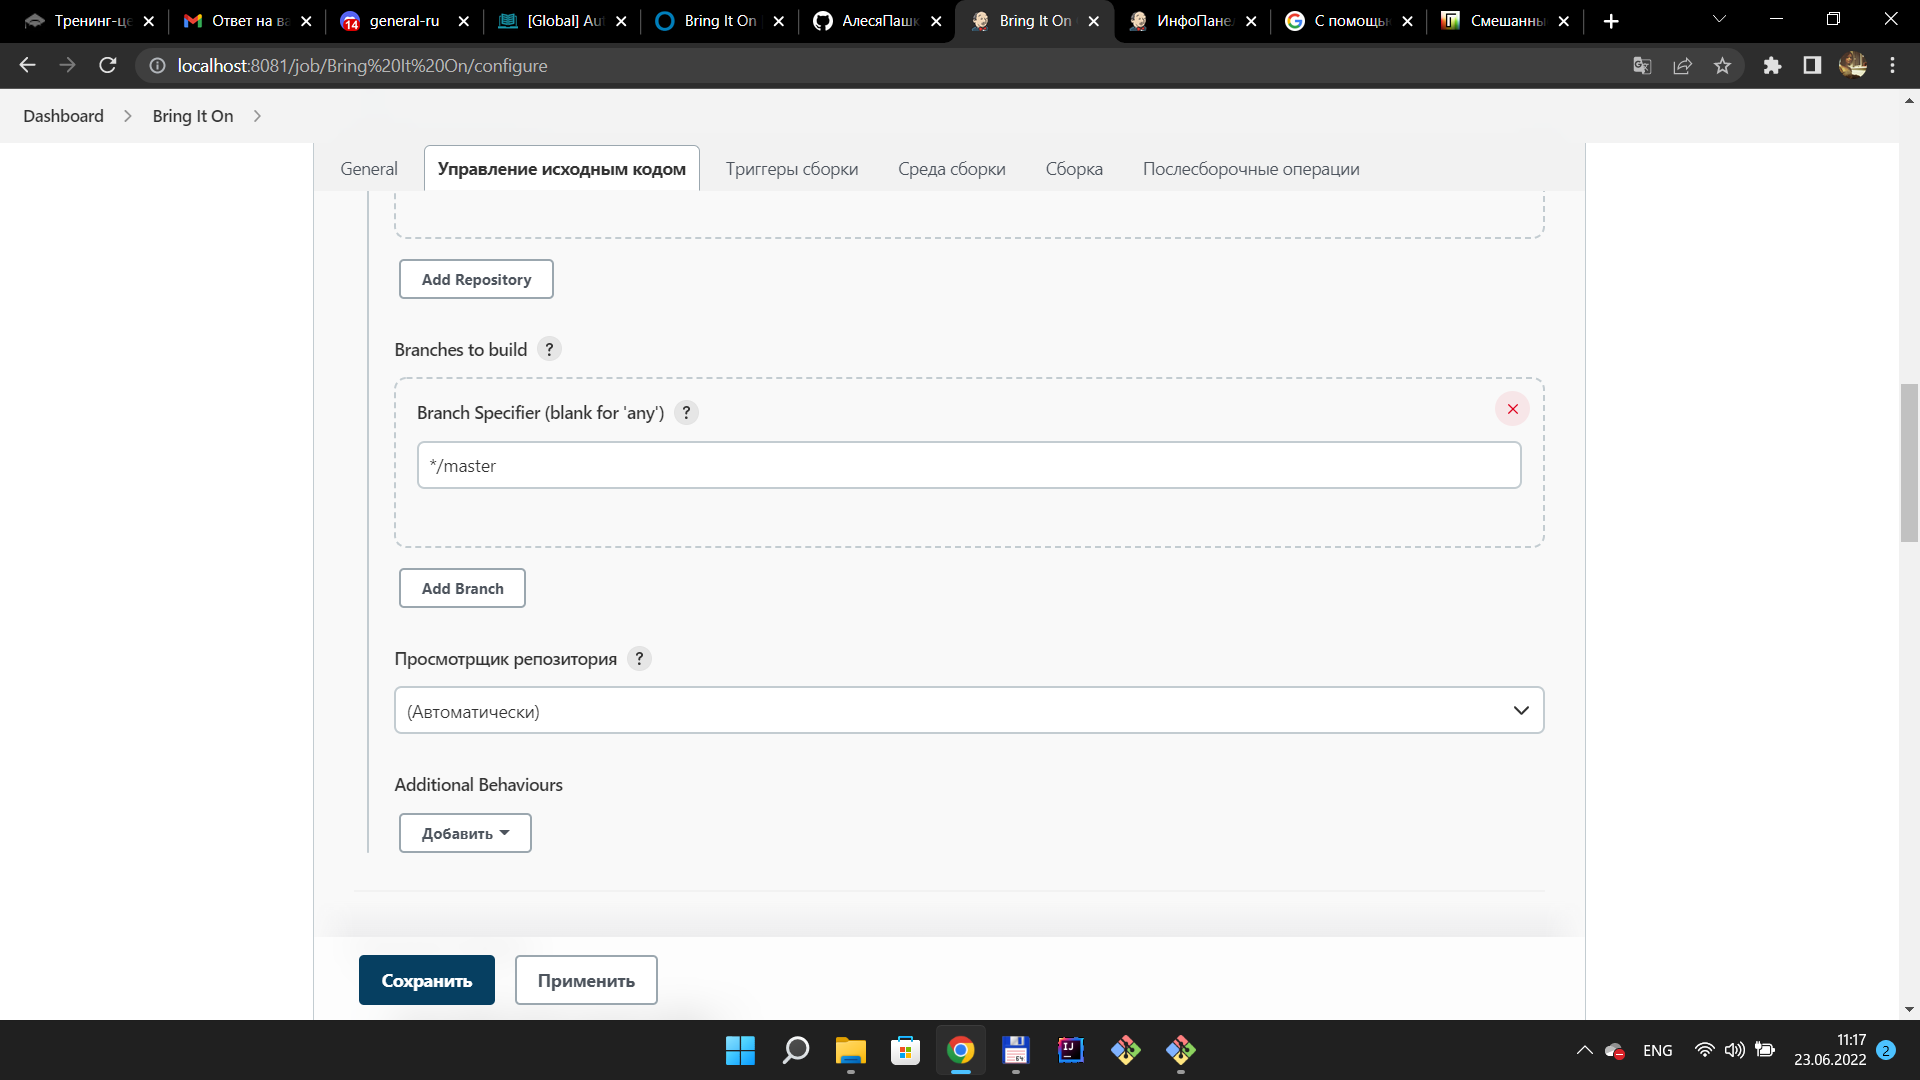 Тренинг-це
Ответ на ва
14
general-ru
[Global] Aut
Bring It On
АлесяПашк
Bring It On
ИнфоПане
С помощь
Смешанны
localhost:8081/job/Bring%20It%20On/configure
Dashboard
Bring It On
General
Управление исходным кодом
Триггеры сборки
Среда сборки
Сборка
Послесборочные операции
Add Repository
Branches to build ?
Branch Specifier (blank for 'any') ?
*/master
Add Branch
Просмотрщик репозитория ?
(Автоматически)
Additional Behaviours
Добавить
Сохранить
Применить
64
IJ
ENG
11:17
23.06.2022
2